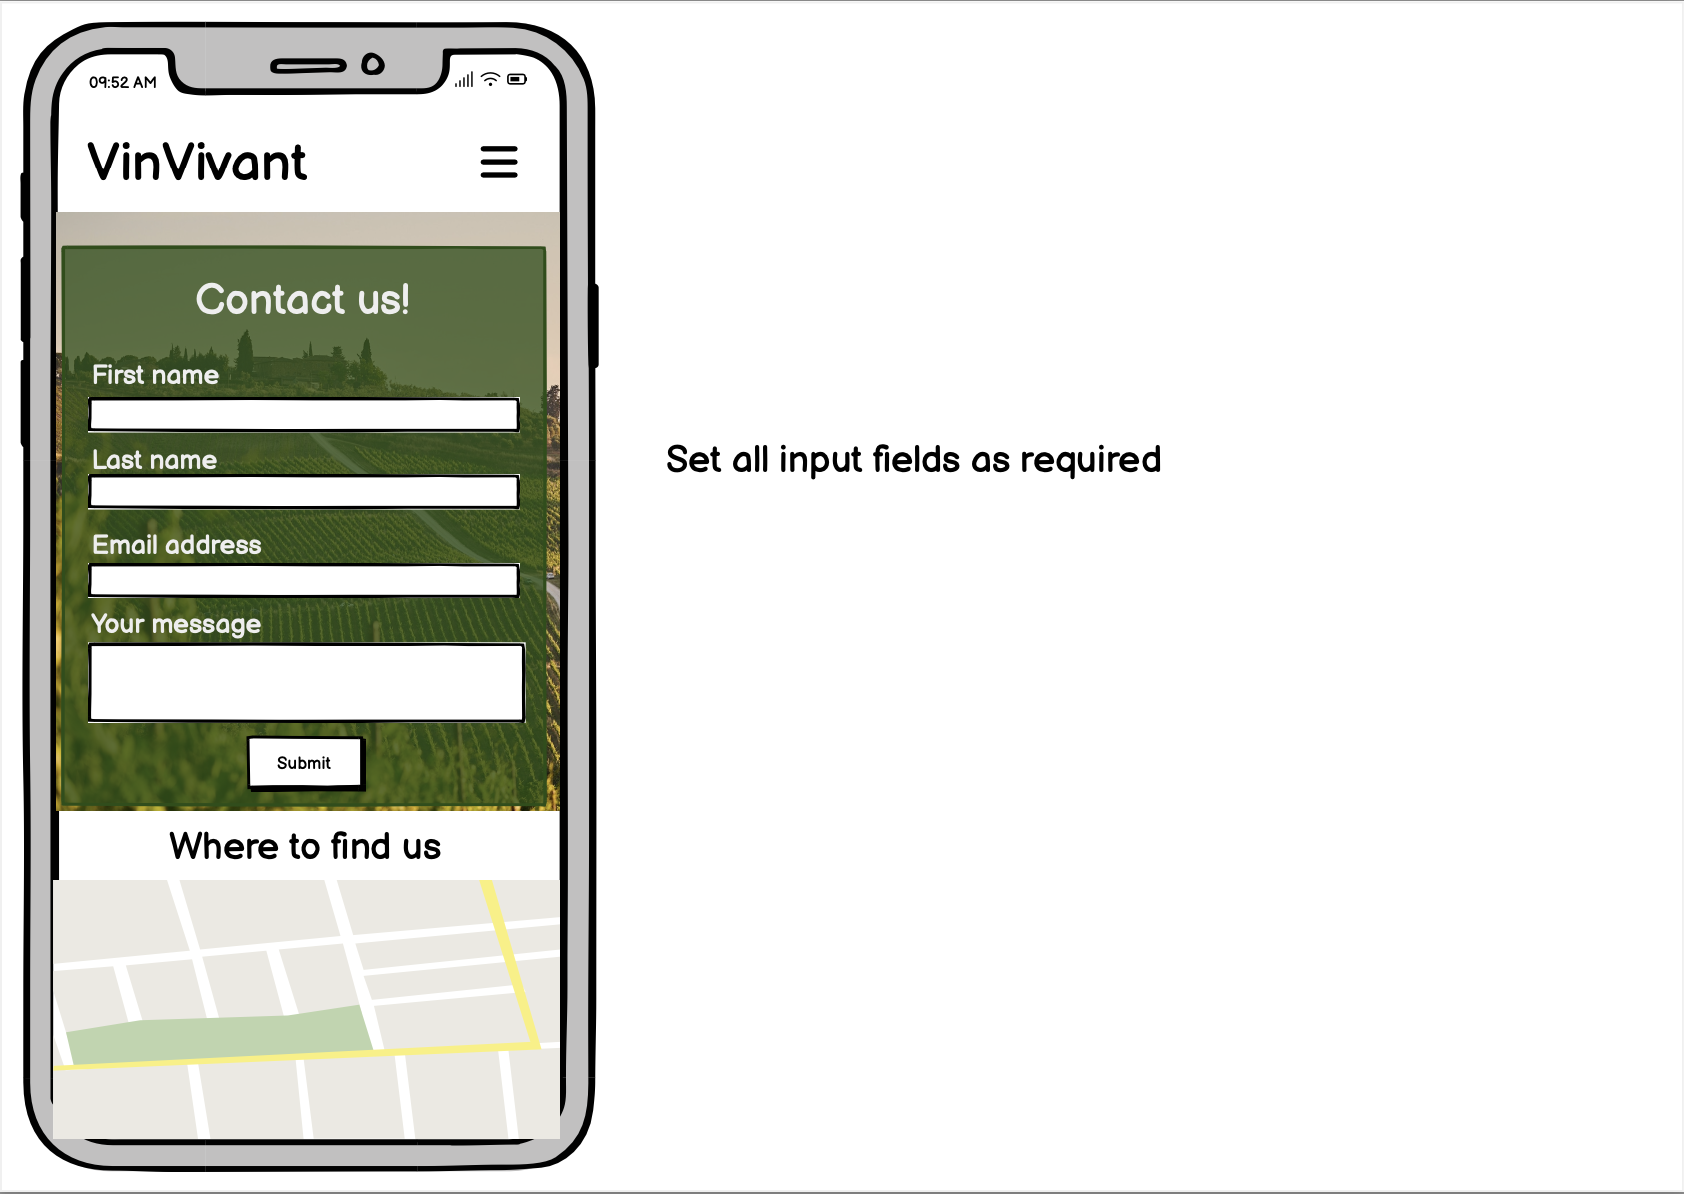 09:52 AM
VinVivant
Contact us!
First name
Last name
Set all input fields as required
Email address
Your message
Submit
Where to find us